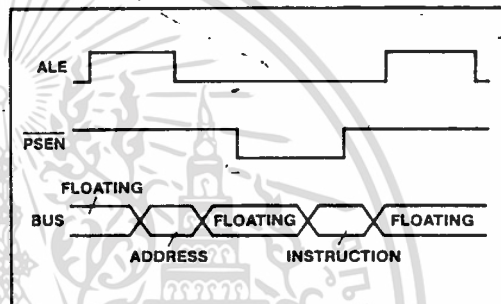 ALE
PSEN
FLOATING
BUS FLOATING FLOATING
ADDRESS INSTRUCTION